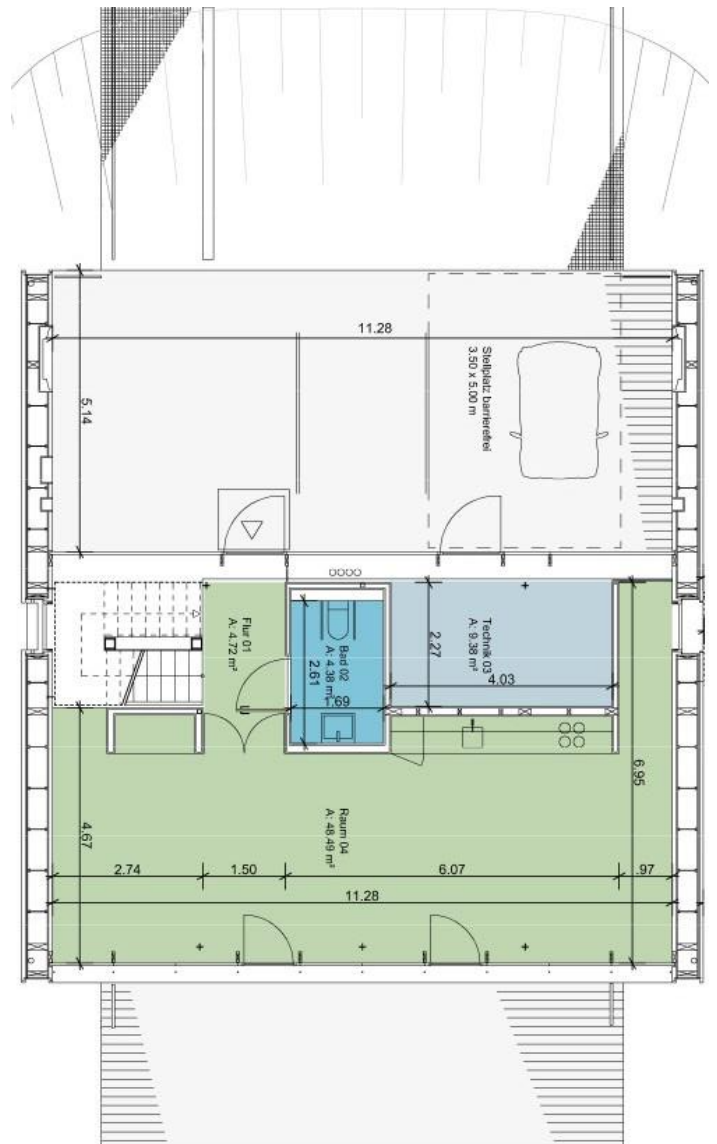 11.28
5.14
Stellplatz barrierefrei
3.50 x 5.00 m
Flur 01
A: 4.72 m²
Bad 02
A: 4.38 m²
2.61
1.69
Technik 03
A: 9.38 m²
2.27
4.03
6.95
4.67
Raum 04
A: 48.49 m²
2.74
1.50
6.07
.97
11.28